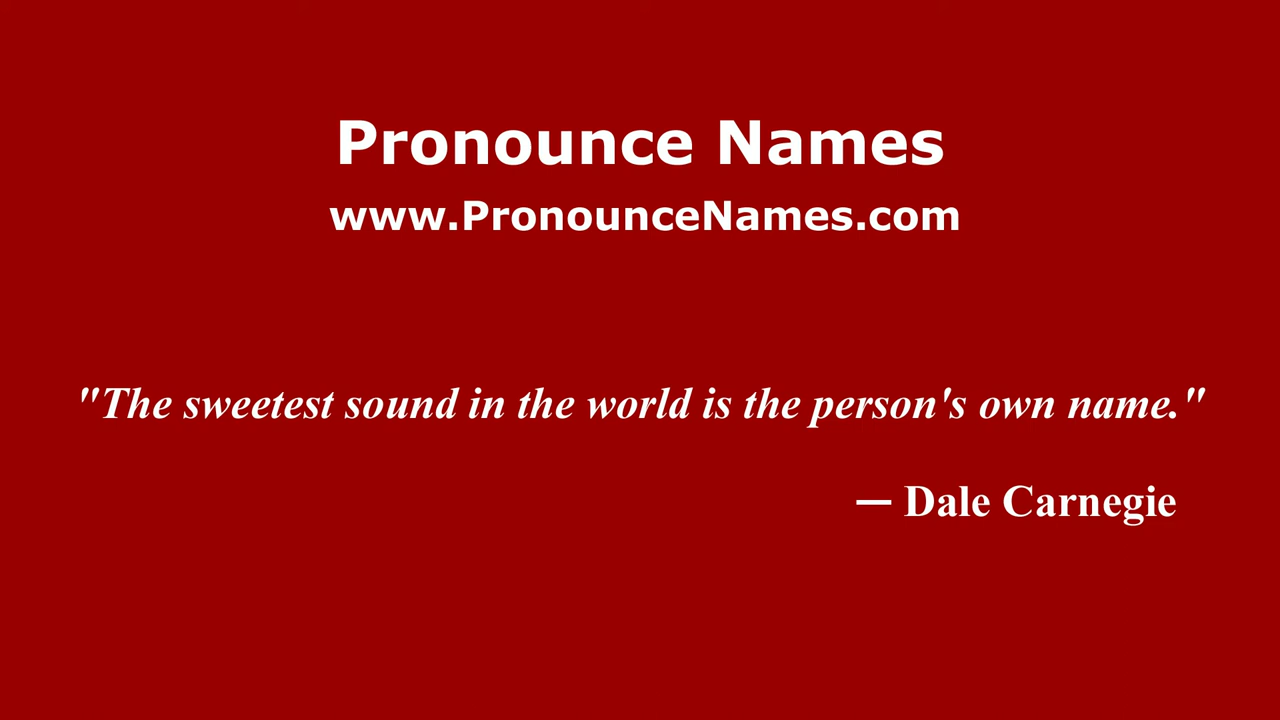 Pronounce Names
www.PronounceNames.com
"The sweetest sound in the world is the person's own name."
— Dale Carnegie